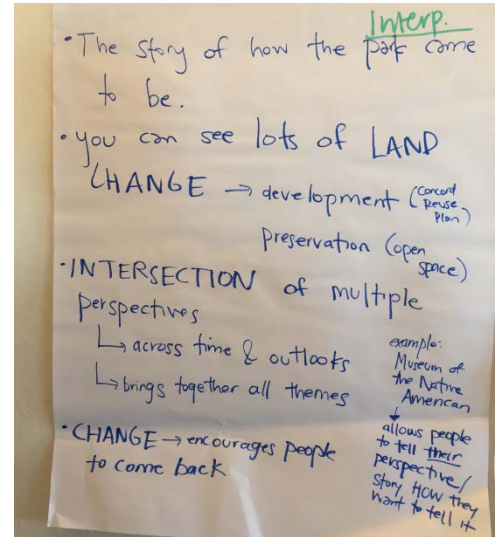 Interp.
• The story of how the park came
to be.
• you can see lots of LAND
CHANGE → development (Concord
Reuse
Plan)
preservation (open
space)
• INTERSECTION of multiple
perspectives
↳ across time & outlooks
↳ brings together all themes
example:
Museum of
the Native
American
↓
allows people
to tell their
perspective/
story, HOW they
want to tell it
• CHANGE → encourages people
to come back